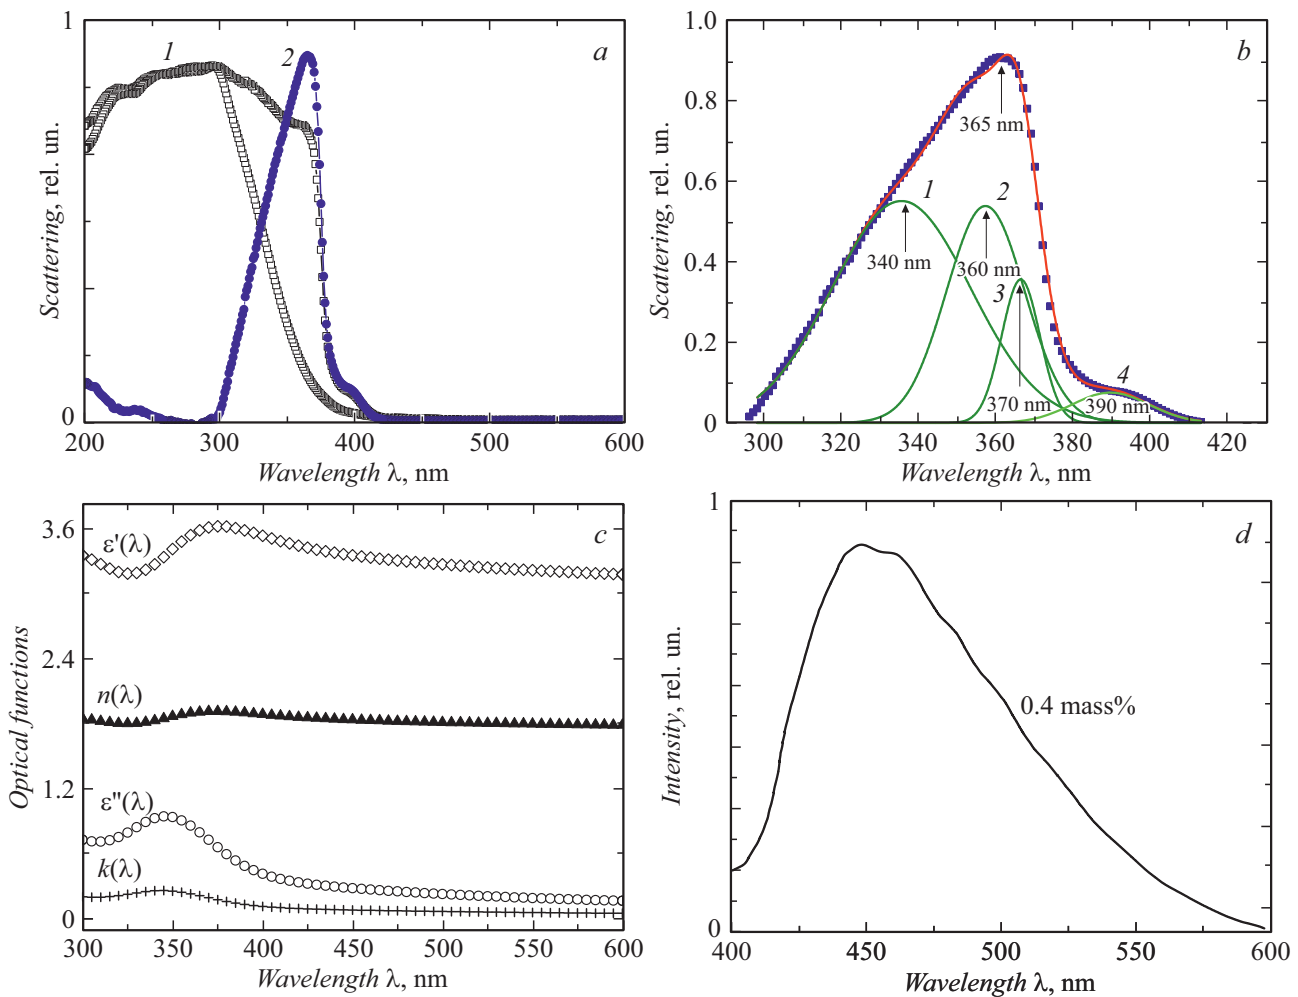 1
Scattering, rel. un.
0
200 300 400 500 600
Wavelength λ, nm
1
2
a
1.0
0.8
0.6
0.4
0.2
0
Scattering, rel. un.
300 320 340 360 380 400 420
Wavelength λ, nm
b
365 nm
1
2
340 nm
360 nm
3
4
370 nm
390 nm
3.6
2.4
1.2
0
Optical functions
300 350 400 450 500 550 600
Wavelength λ, nm
c
ε'(λ)
n(λ)
ε"(λ)
k(λ)
1
0
Intensity, rel. un.
400 450 500 550 600
Wavelength λ, nm
d
0.4 mass%